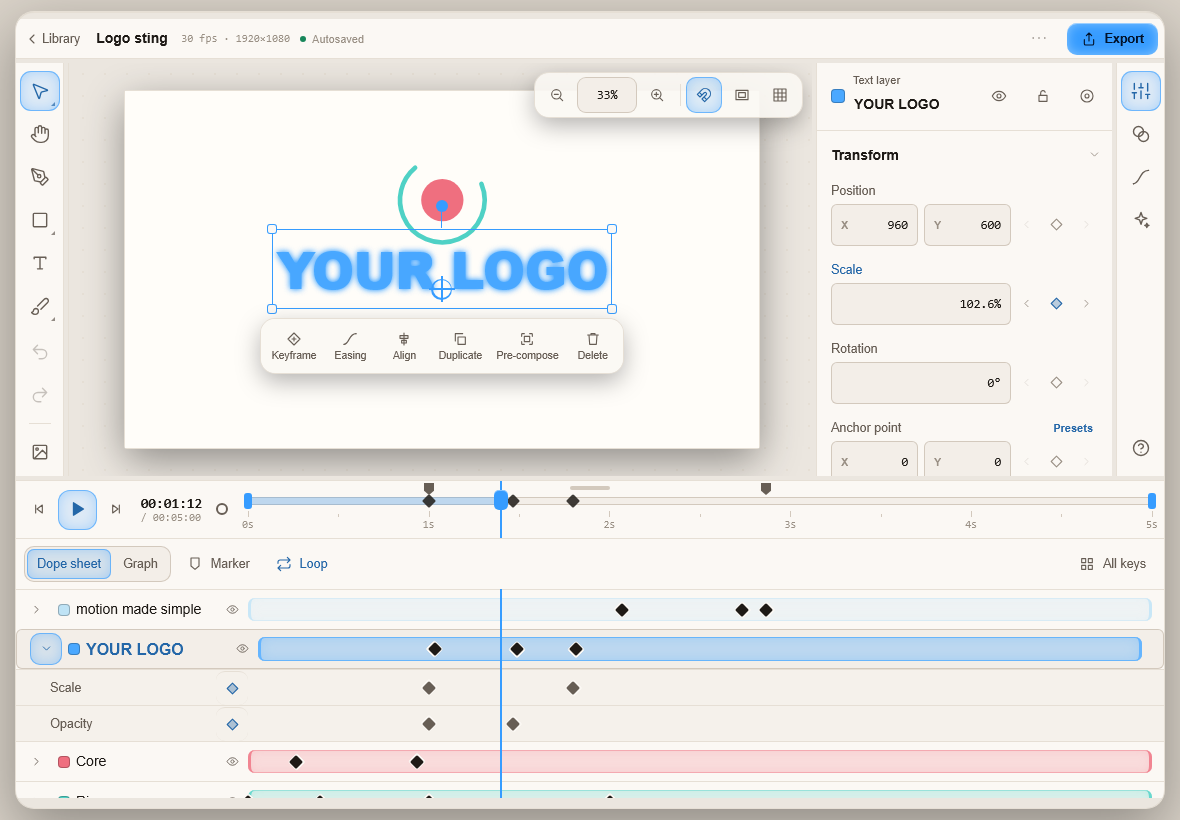 Library
Logo sting
30 fps · 1920×1080
Autosaved
Export
33%
YOUR LOGO
Keyframe
Easing
Align
Duplicate
Pre-compose
Delete
Text layer
YOUR LOGO
Transform
Position
X 960
Y 600
Scale
102.6%
Rotation
0°
Anchor point
Presets
X 0
Y 0
00:01:12
/ 00:05:00
0s
1s
2s
3s
4s
5s
Dope sheet
Graph
Marker
Loop
All keys
motion made simple
YOUR LOGO
Scale
Opacity
Core